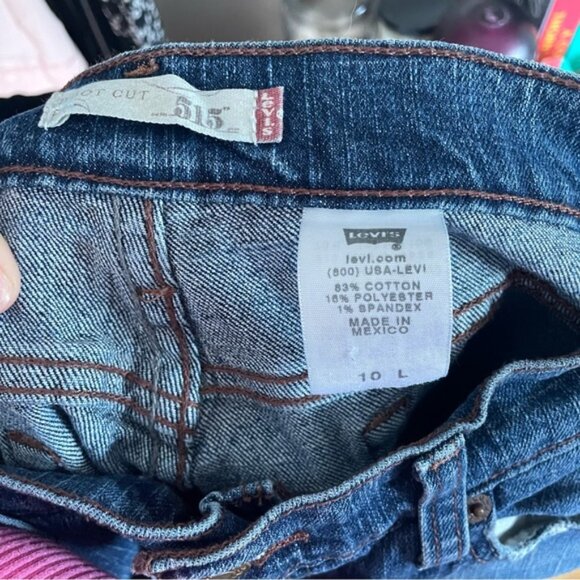 OT CUT 515™
Levi's
LEVI'S®
levi.com
(800) USA-LEVI
83% COTTON
16% POLYESTER
1% SPANDEX
MADE IN
MEXICO
10 L